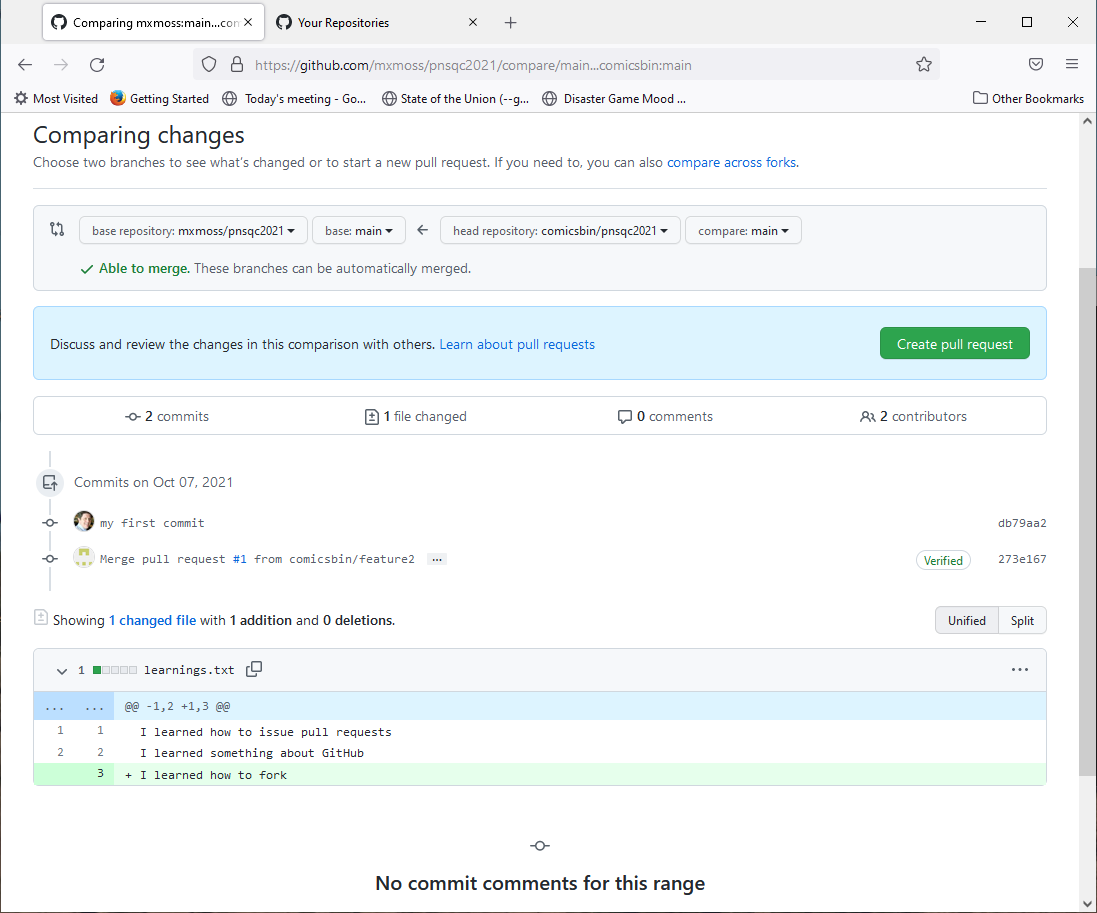 Comparing mxmoss:main...com
Your Repositories
https://github.com/mxmoss/pnsqc2021/compare/main...comicsbin:main
Most Visited Getting Started Today's meeting - Go... State of the Union (--g... Disaster Game Mood ... Other Bookmarks
Comparing changes
Choose two branches to see what's changed or to start a new pull request. If you need to, you can also compare across forks.
base repository: mxmoss/pnsqc2021 base: main head repository: comicsbin/pnsqc2021 compare: main
Able to merge. These branches can be automatically merged.
Discuss and review the changes in this comparison with others. Learn about pull requests Create pull request
2 commits 1 file changed 0 comments 2 contributors
Commits on Oct 07, 2021
my first commit db79aa2
Merge pull request #1 from comicsbin/feature2 ... Verified 273e167
Showing 1 changed file with 1 addition and 0 deletions. Unified Split
1 learnings.txt ...
... ... @@ -1,2 +1,3 @@
1 1 I learned how to issue pull requests
2 2 I learned something about GitHub
3 + I learned how to fork
No commit comments for this range